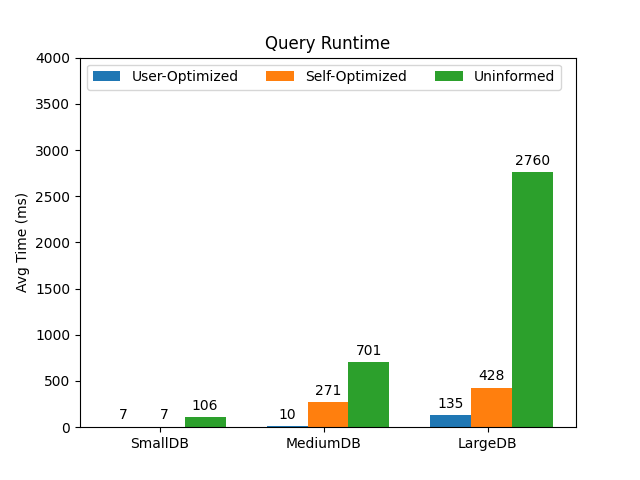 Query Runtime
User-Optimized Self-Optimized Uninformed
Avg Time (ms)
4000
3500
3000
2500
2000
1500
1000
500
0
7 7 106
10 271 701
135 428 2760
SmallDB MediumDB LargeDB